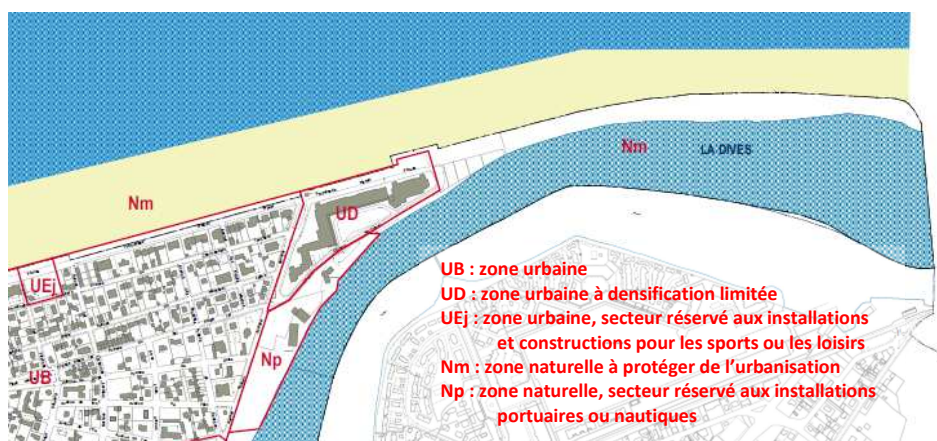 Nm
LA DIVES
Nm
UD
UEj
UB
Np
UB : zone urbaine
UD : zone urbaine à densification limitée
UEj : zone urbaine, secteur réservé aux installations
et constructions pour les sports ou les loisirs
Nm : zone naturelle à protéger de l’urbanisation
Np : zone naturelle, secteur réservé aux installations
portuaires ou nautiques